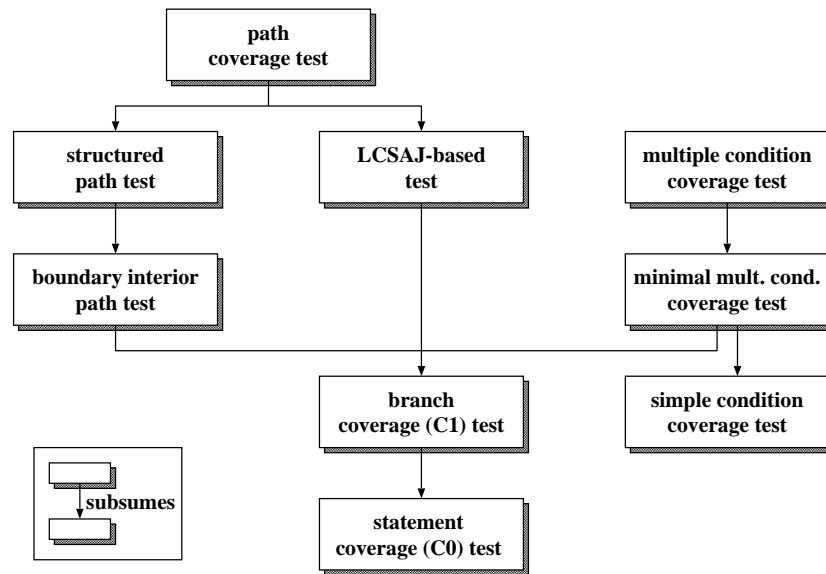 path
coverage test
structured
path test
LCSAJ-based
test
multiple condition
coverage test
boundary interior
path test
minimal mult. cond.
coverage test
branch
coverage (C1) test
simple condition
coverage test
subsumes
statement
coverage (C0) test